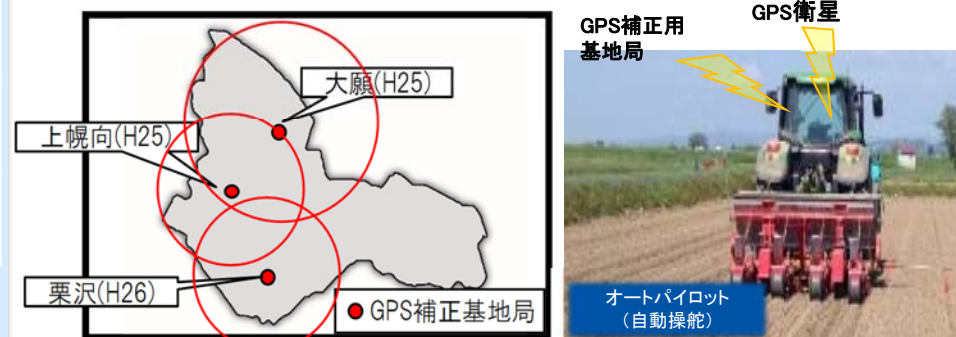 大願(H25)
上幌向(H25)
栗沢(H26)
GPS補正基地局
GPS補正用
基地局
GPS衛星
オートパイロット
（自動操舵）